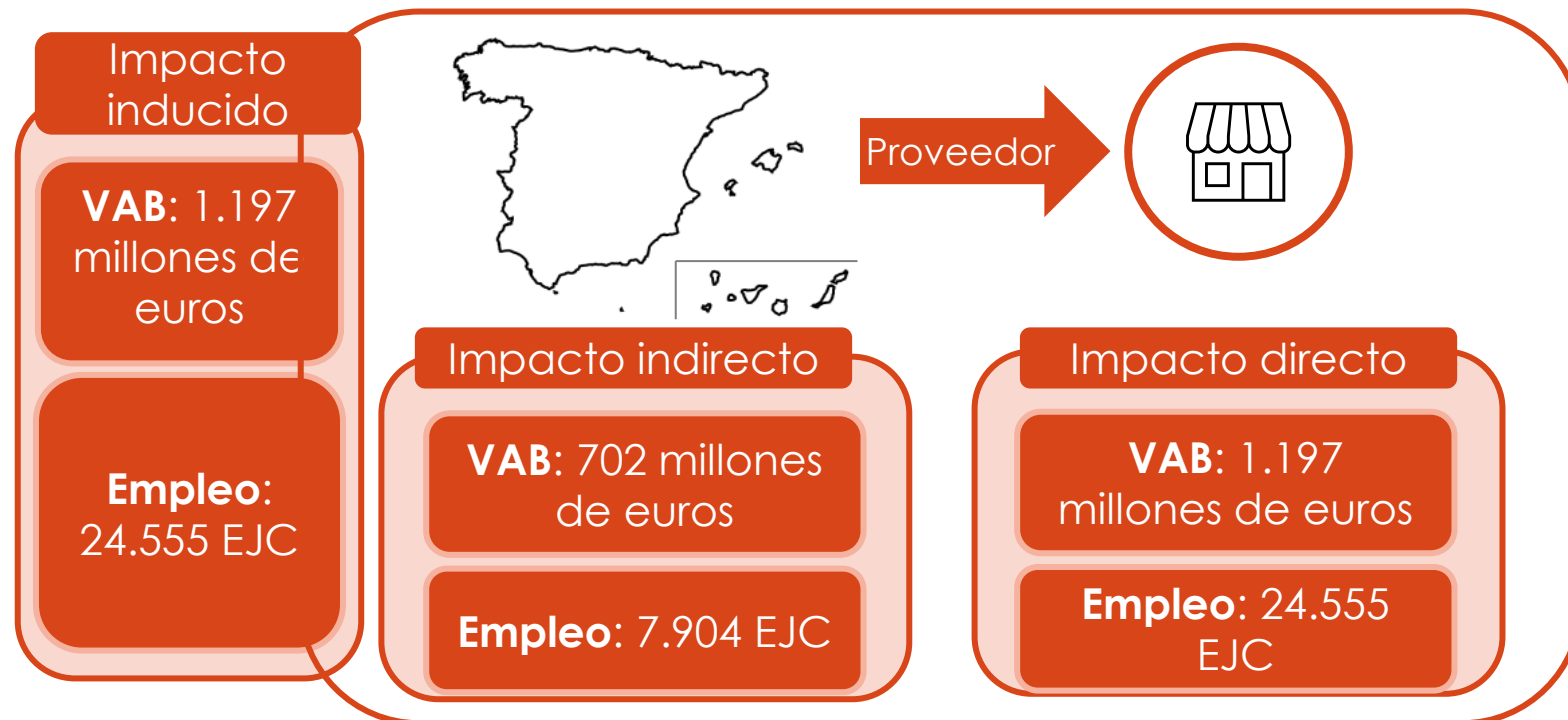 Impacto
inducido
VAB: 1.197
millones de
euros
Empleo:
24.555 EJC
Proveedor
Impacto indirecto
VAB: 702 millones
de euros
Empleo: 7.904 EJC
Impacto directo
VAB: 1.197
millones de euros
Empleo: 24.555
EJC